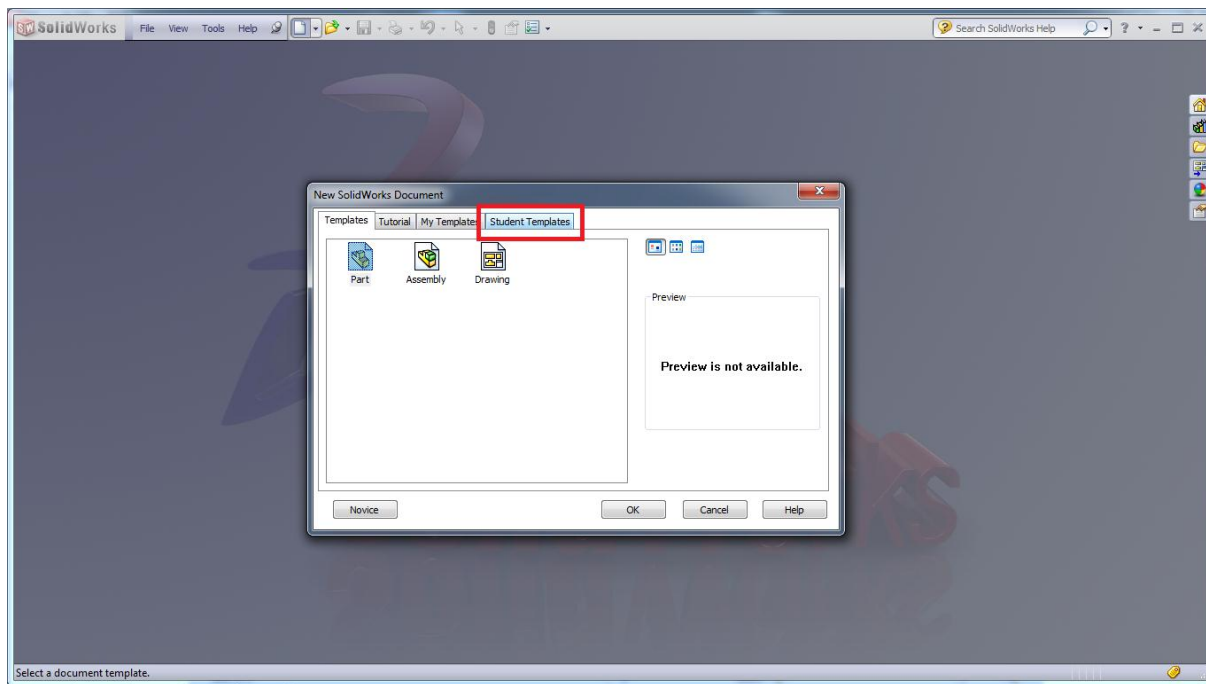 SolidWorks File View Tools Help Search SolidWorks Help ?
New SolidWorks Document
Templates Tutorial My Templates Student Templates
Part Assembly Drawing
Preview
Preview is not available.
Novice OK Cancel Help
Select a document template.